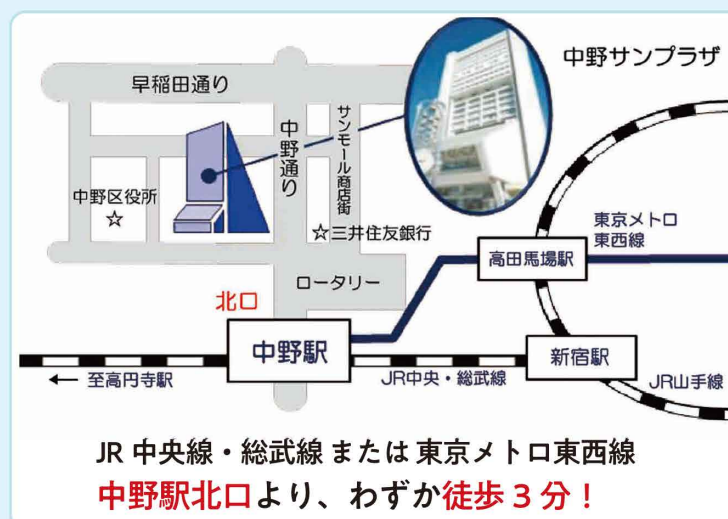 中野サンプラザ
早稲田通り
中野通り
サンモール商店街
中野区役所
☆
☆三井住友銀行
東京メトロ
東西線
高田馬場駅
ロータリー
北口
中野駅
新宿駅
← 至高円寺駅
JR中央・総武線
JR山手線
JR 中央線・総武線 または 東京メトロ東西線
中野駅北口より、わずか徒歩 3 分！